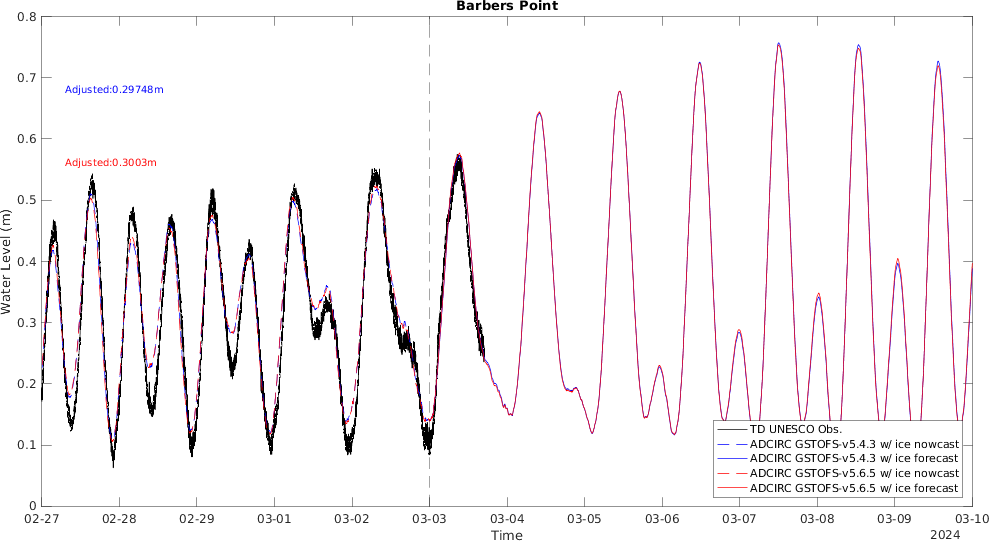 Barbers Point
0.8
0.7
0.6
0.5
0.4
0.3
0.2
0.1
0
Water Level (m)
Adjusted:0.29748m
Adjusted:0.3003m
TD UNESCO Obs.
ADCIRC GSTOFS-v5.4.3 w/ ice nowcast
ADCIRC GSTOFS-v5.4.3 w/ ice forecast
ADCIRC GSTOFS-v5.6.5 w/ ice nowcast
ADCIRC GSTOFS-v5.6.5 w/ ice forecast
02-27 02-28 02-29 03-01 03-02 03-03 03-04 03-05 03-06 03-07 03-08 03-09 03-10
Time
2024